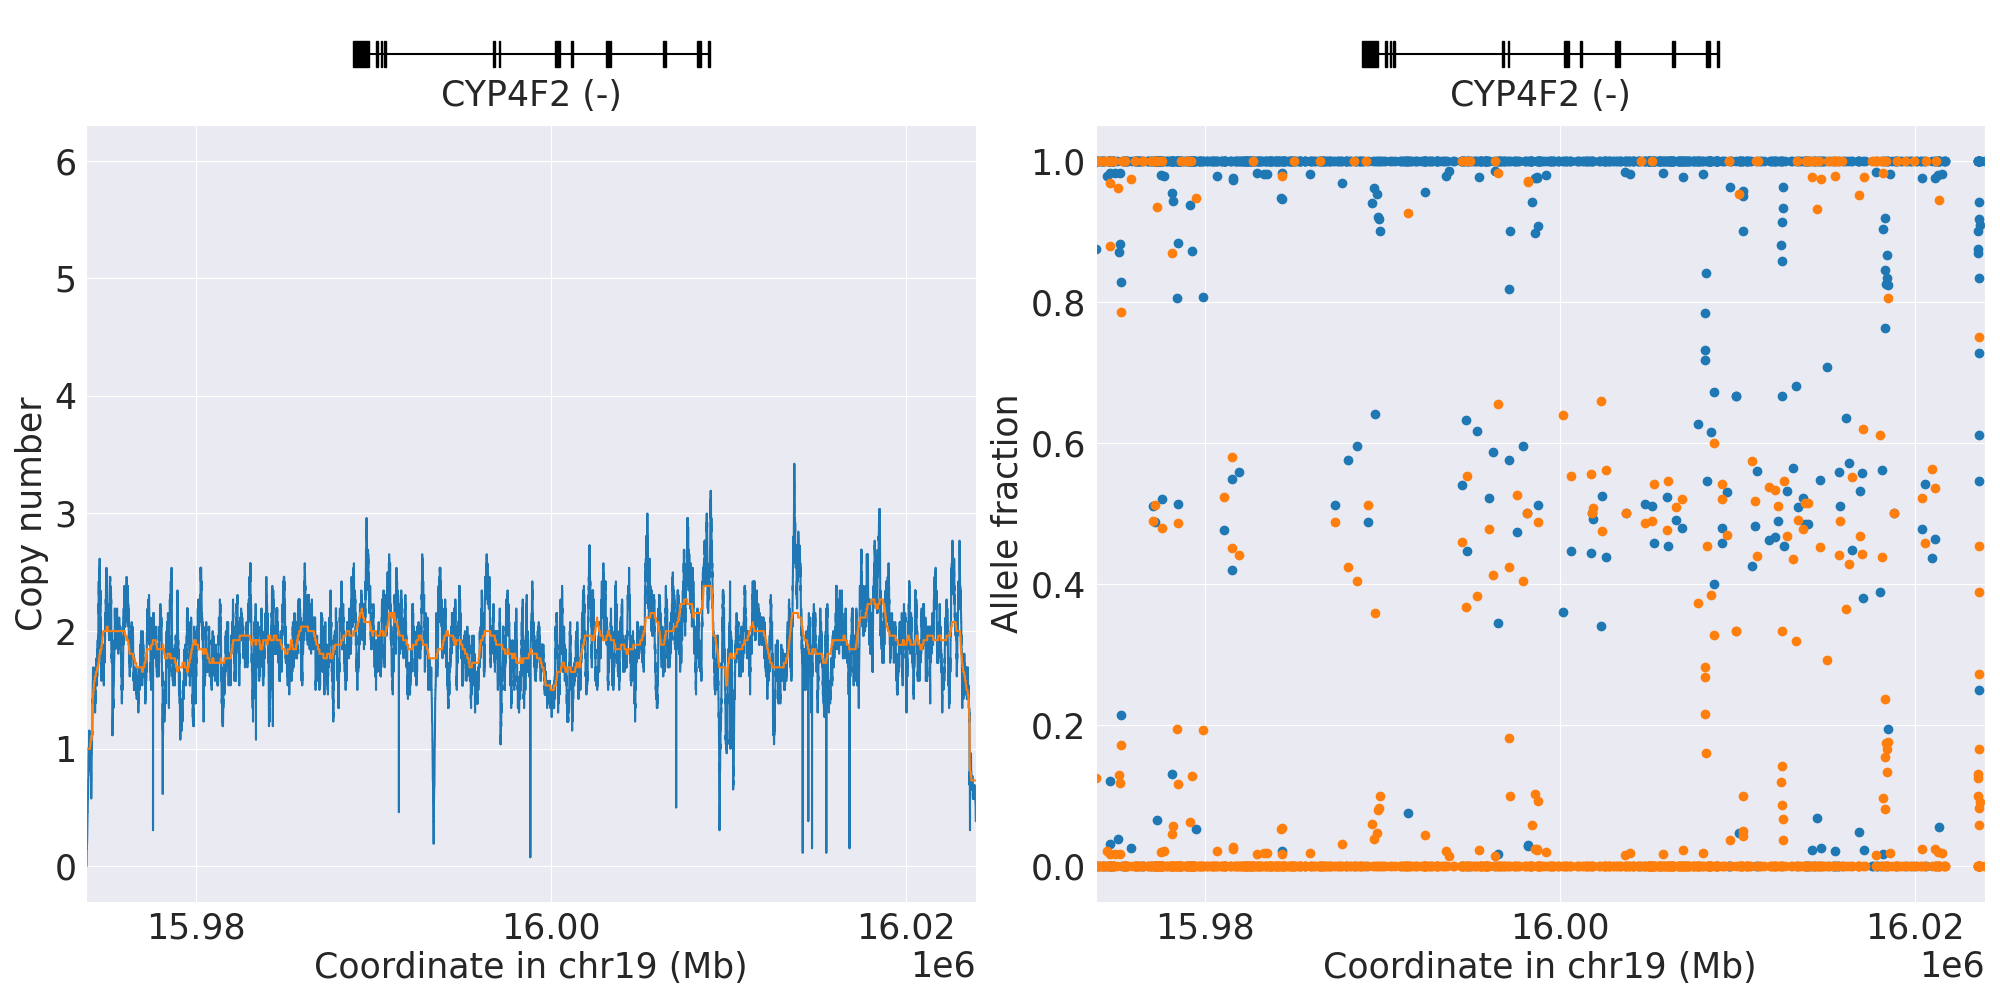 CYP4F2 (-)
Copy number
6
5
4
3
2
1
0
15.98
16.00
16.02
Coordinate in chr19 (Mb)
1e6
CYP4F2 (-)
Allele fraction
1.0
0.8
0.6
0.4
0.2
0.0
15.98
16.00
16.02
Coordinate in chr19 (Mb)
1e6